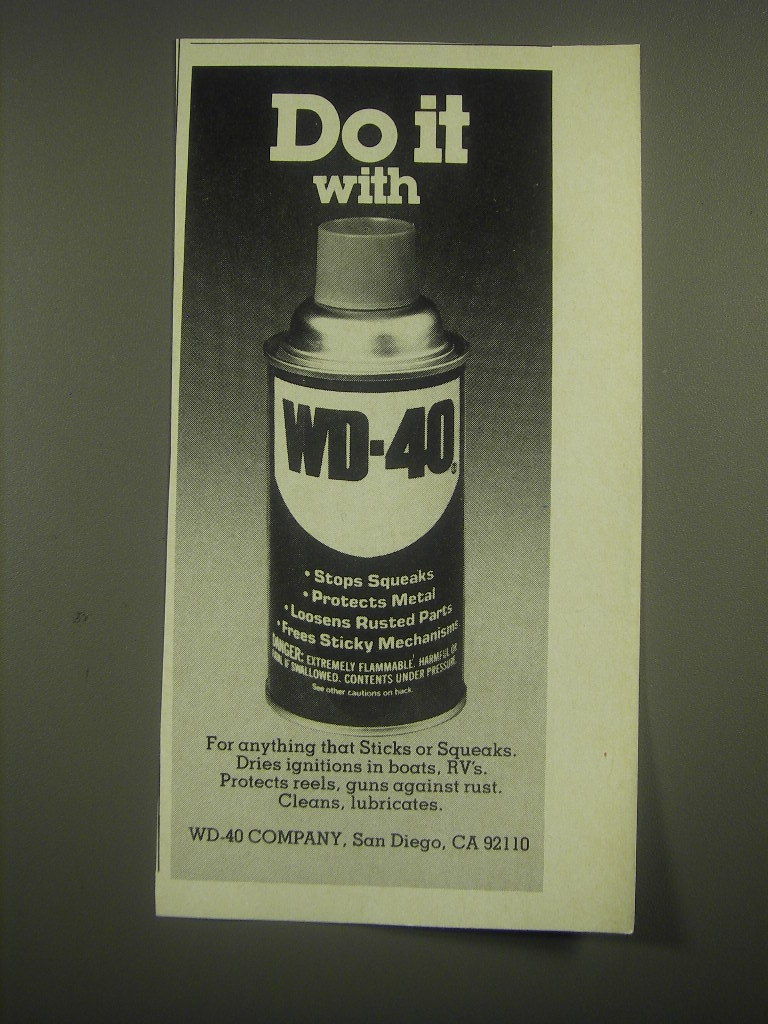 Do it
with
WD-40®
• Stops Squeaks
• Protects Metal
• Loosens Rusted Parts
• Frees Sticky Mechanisms
DANGER: EXTREMELY FLAMMABLE. HARMFUL OR
IF SWALLOWED. CONTENTS UNDER PRESSURE.
See other cautions on back.
For anything that Sticks or Squeaks.
Dries ignitions in boats, RV's.
Protects reels, guns against rust.
Cleans, lubricates.
WD-40 COMPANY, San Diego, CA 92110